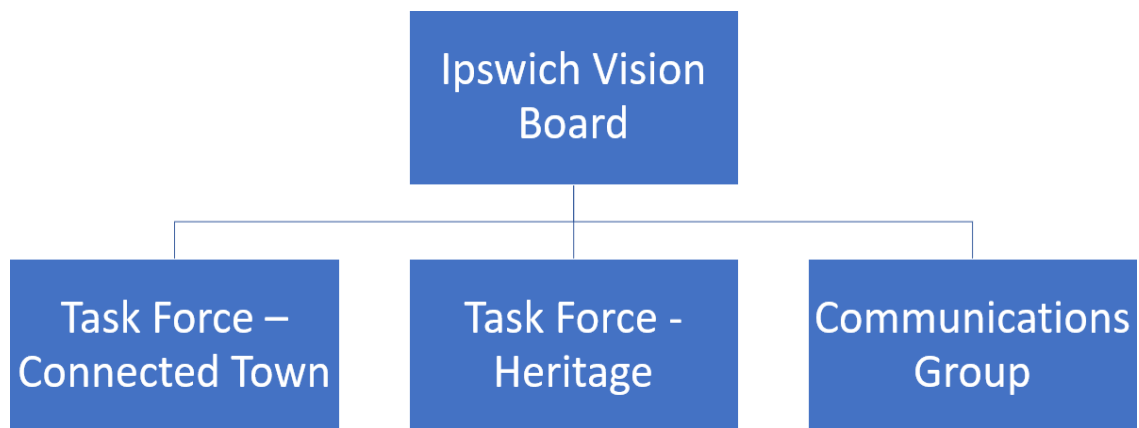 Ipswich Vision
Board
Task Force –
Connected Town
Task Force -
Heritage
Communications
Group